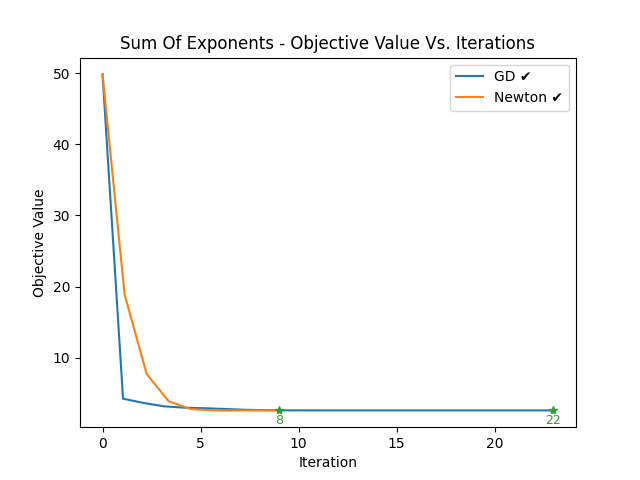 Sum Of Exponents - Objective Value Vs. Iterations
GD ✔
Newton ✔
50
40
30
20
10
Objective Value
8
22
0
5
10
15
20
Iteration